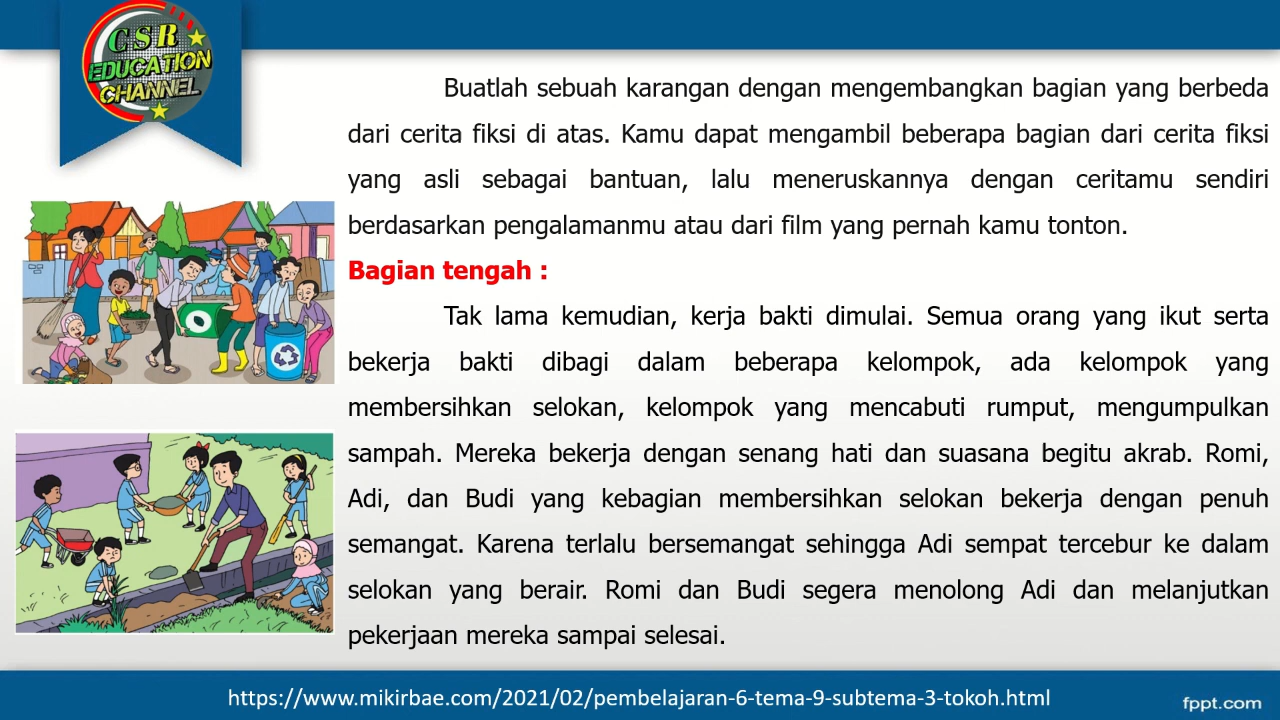 CSR
EDUCATION
CHANNEL
Buatlah sebuah karangan dengan mengembangkan bagian yang berbeda
dari cerita fiksi di atas. Kamu dapat mengambil beberapa bagian dari cerita fiksi
yang asli sebagai bantuan, lalu meneruskannya dengan ceritamu sendiri
berdasarkan pengalamanmu atau dari film yang pernah kamu tonton.
Bagian tengah :
Tak lama kemudian, kerja bakti dimulai. Semua orang yang ikut serta
bekerja bakti dibagi dalam beberapa kelompok, ada kelompok yang
membersihkan selokan, kelompok yang mencabuti rumput, mengumpulkan
sampah. Mereka bekerja dengan senang hati dan suasana begitu akrab. Romi,
Adi, dan Budi yang kebagian membersihkan selokan bekerja dengan penuh
semangat. Karena terlalu bersemangat sehingga Adi sempat tercebur ke dalam
selokan yang berair. Romi dan Budi segera menolong Adi dan melanjutkan
pekerjaan mereka sampai selesai.
https://www.mikirbae.com/2021/02/pembelajaran-6-tema-9-subtema-3-tokoh.html
fppt.com